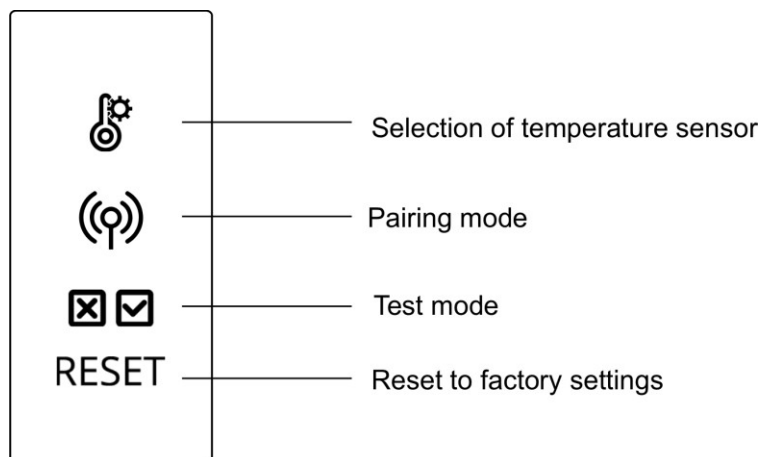 Selection of temperature sensor
Pairing mode
Test mode
RESET
Reset to factory settings